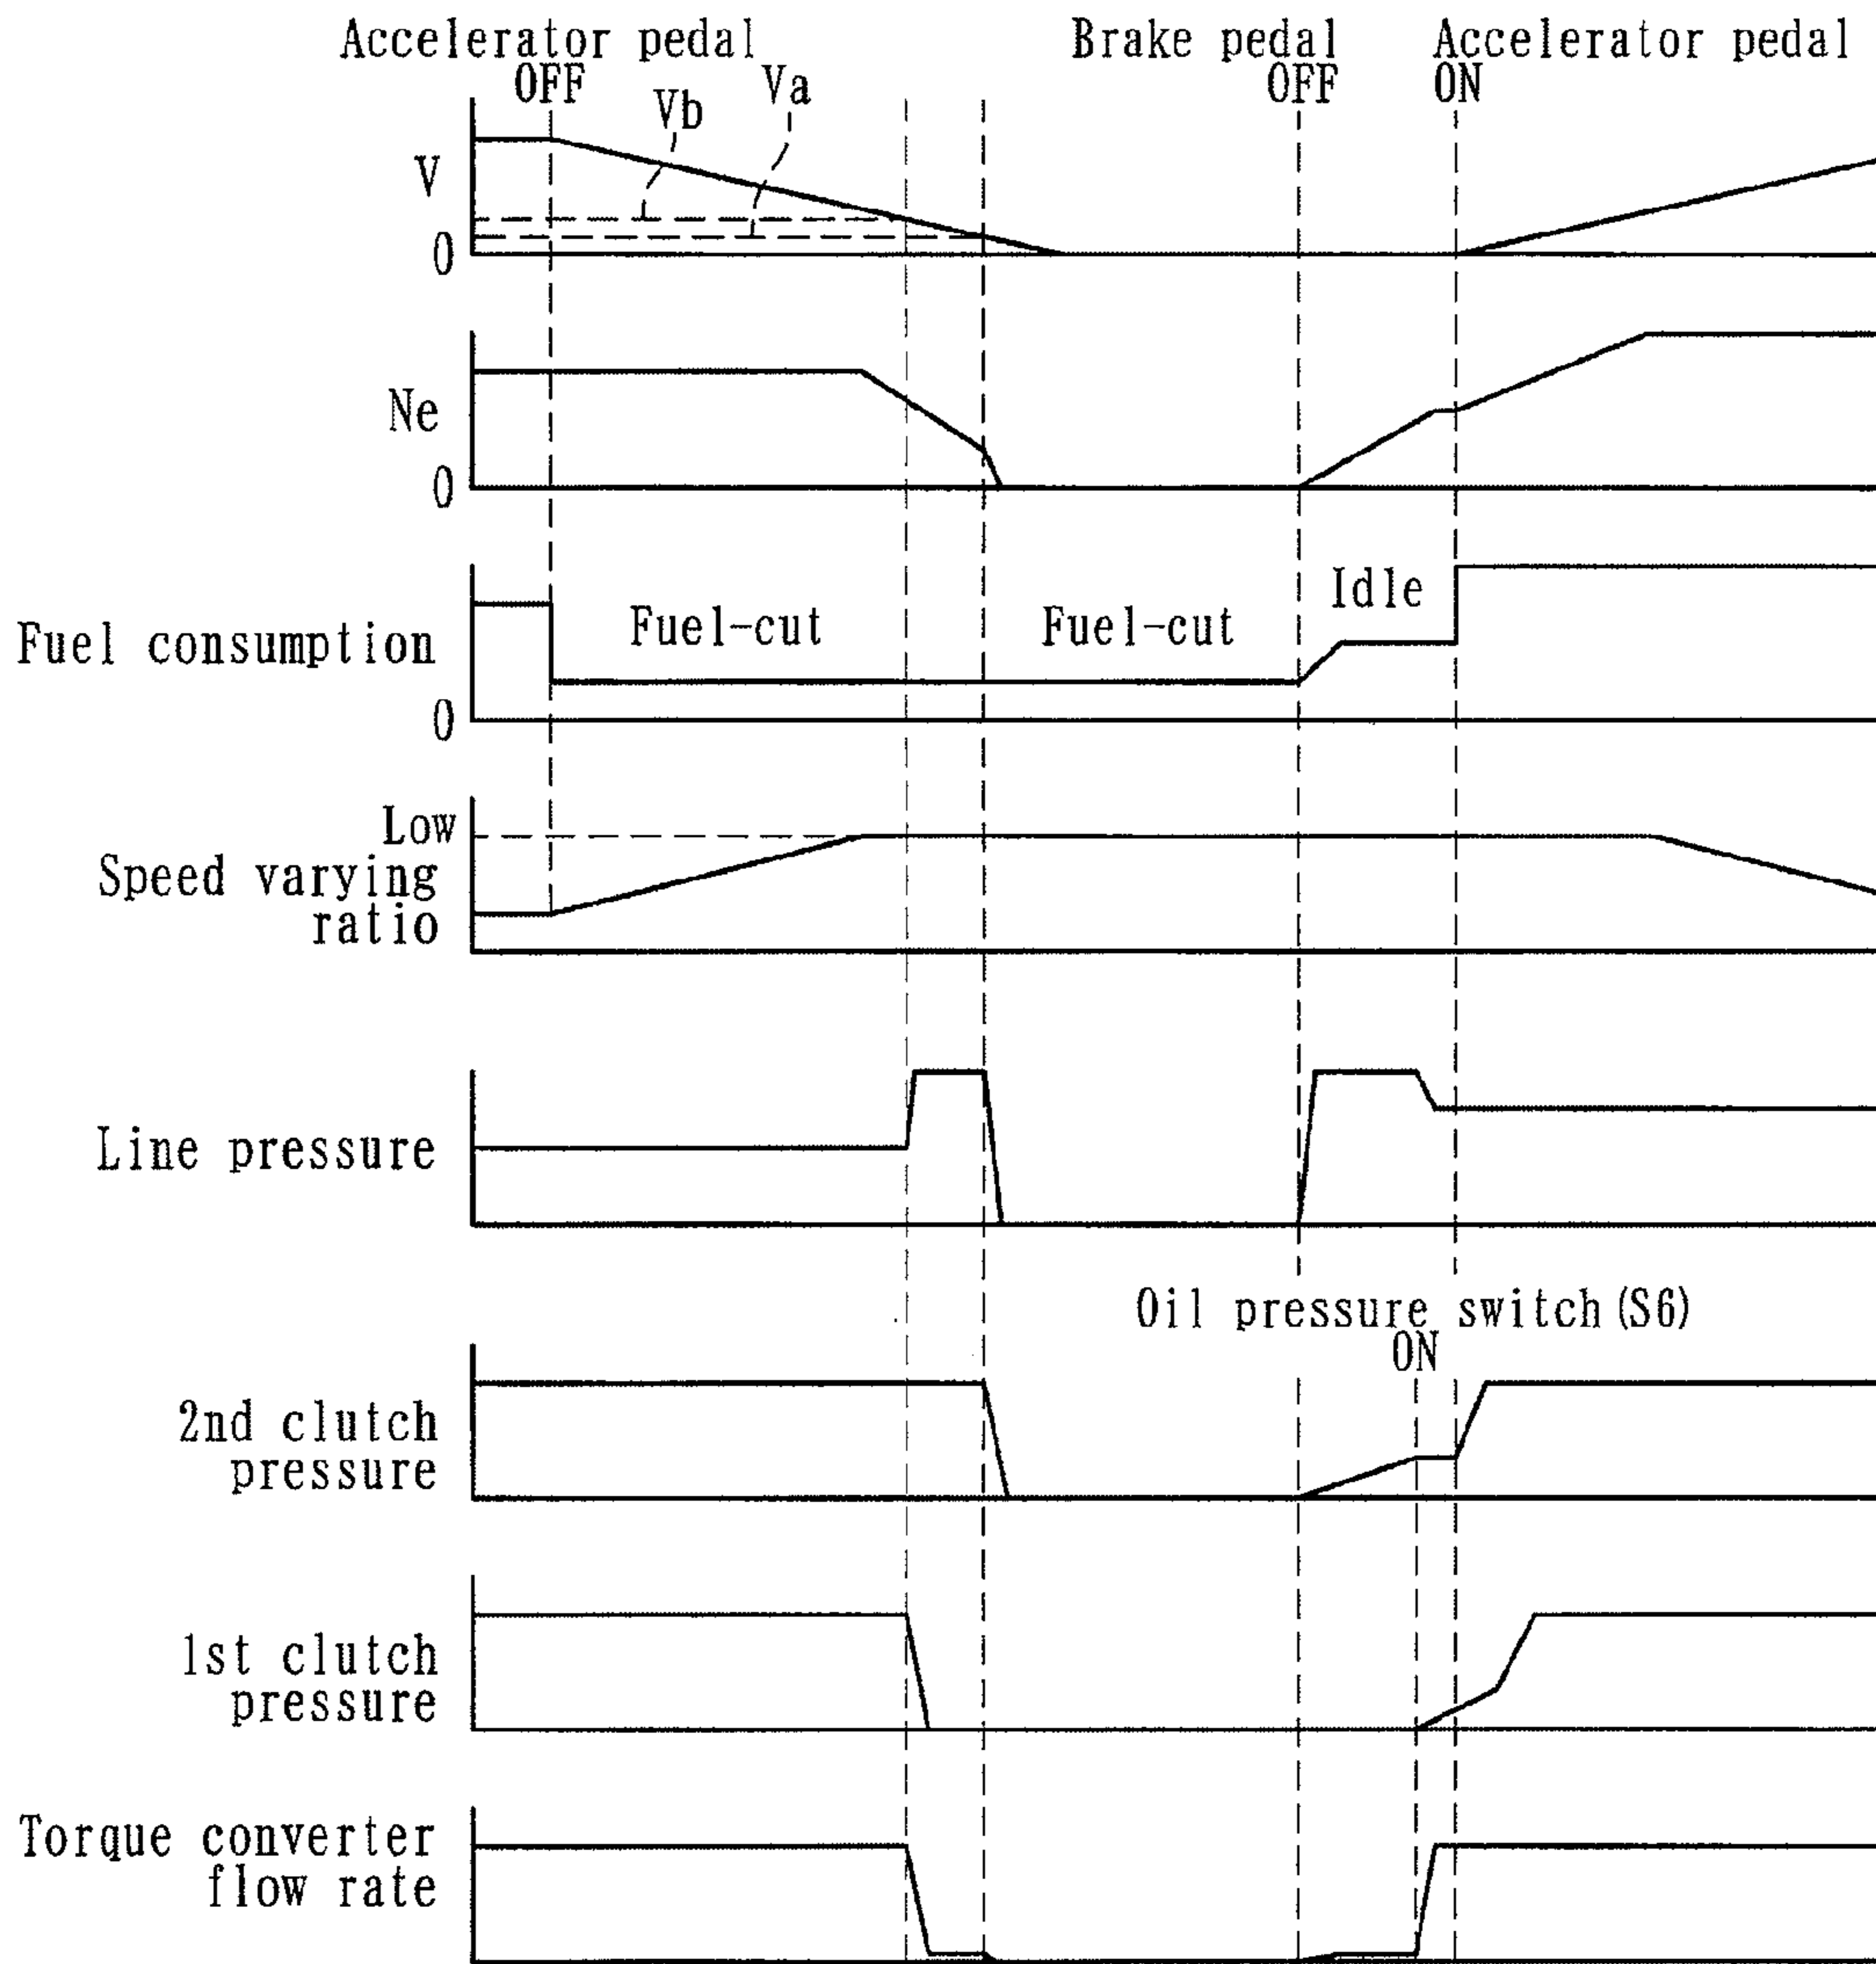 Accelerator pedal
OFF
Vb
Va
Brake pedal
OFF
Accelerator pedal
ON
V
0
Ne
0
Fuel consumption
Fuel-cut
Fuel-cut
Idle
0
Low
Speed varying
ratio
Line pressure
Oil pressure switch (S6)
ON
2nd clutch
pressure
1st clutch
pressure
Torque converter
flow rate